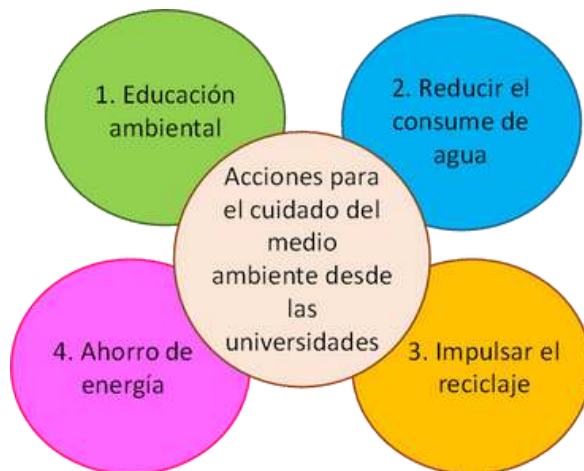 1. Educación
ambiental
2. Reducir el
consume de
agua
Acciones para
el cuidado del
medio
ambiente desde
las
universidades
4. Ahorro de
energía
3. Impulsar el
reciclaje